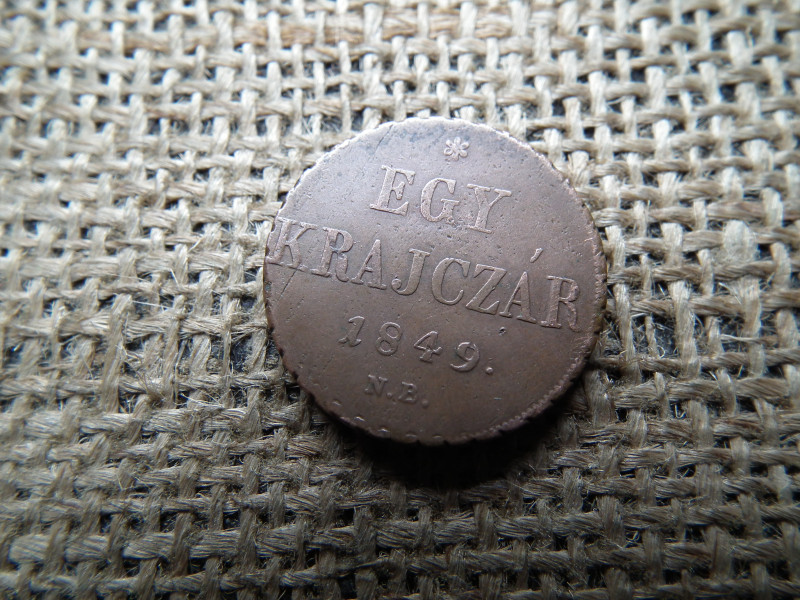 EGY
KRAJCZÁR
1849.
N.B.